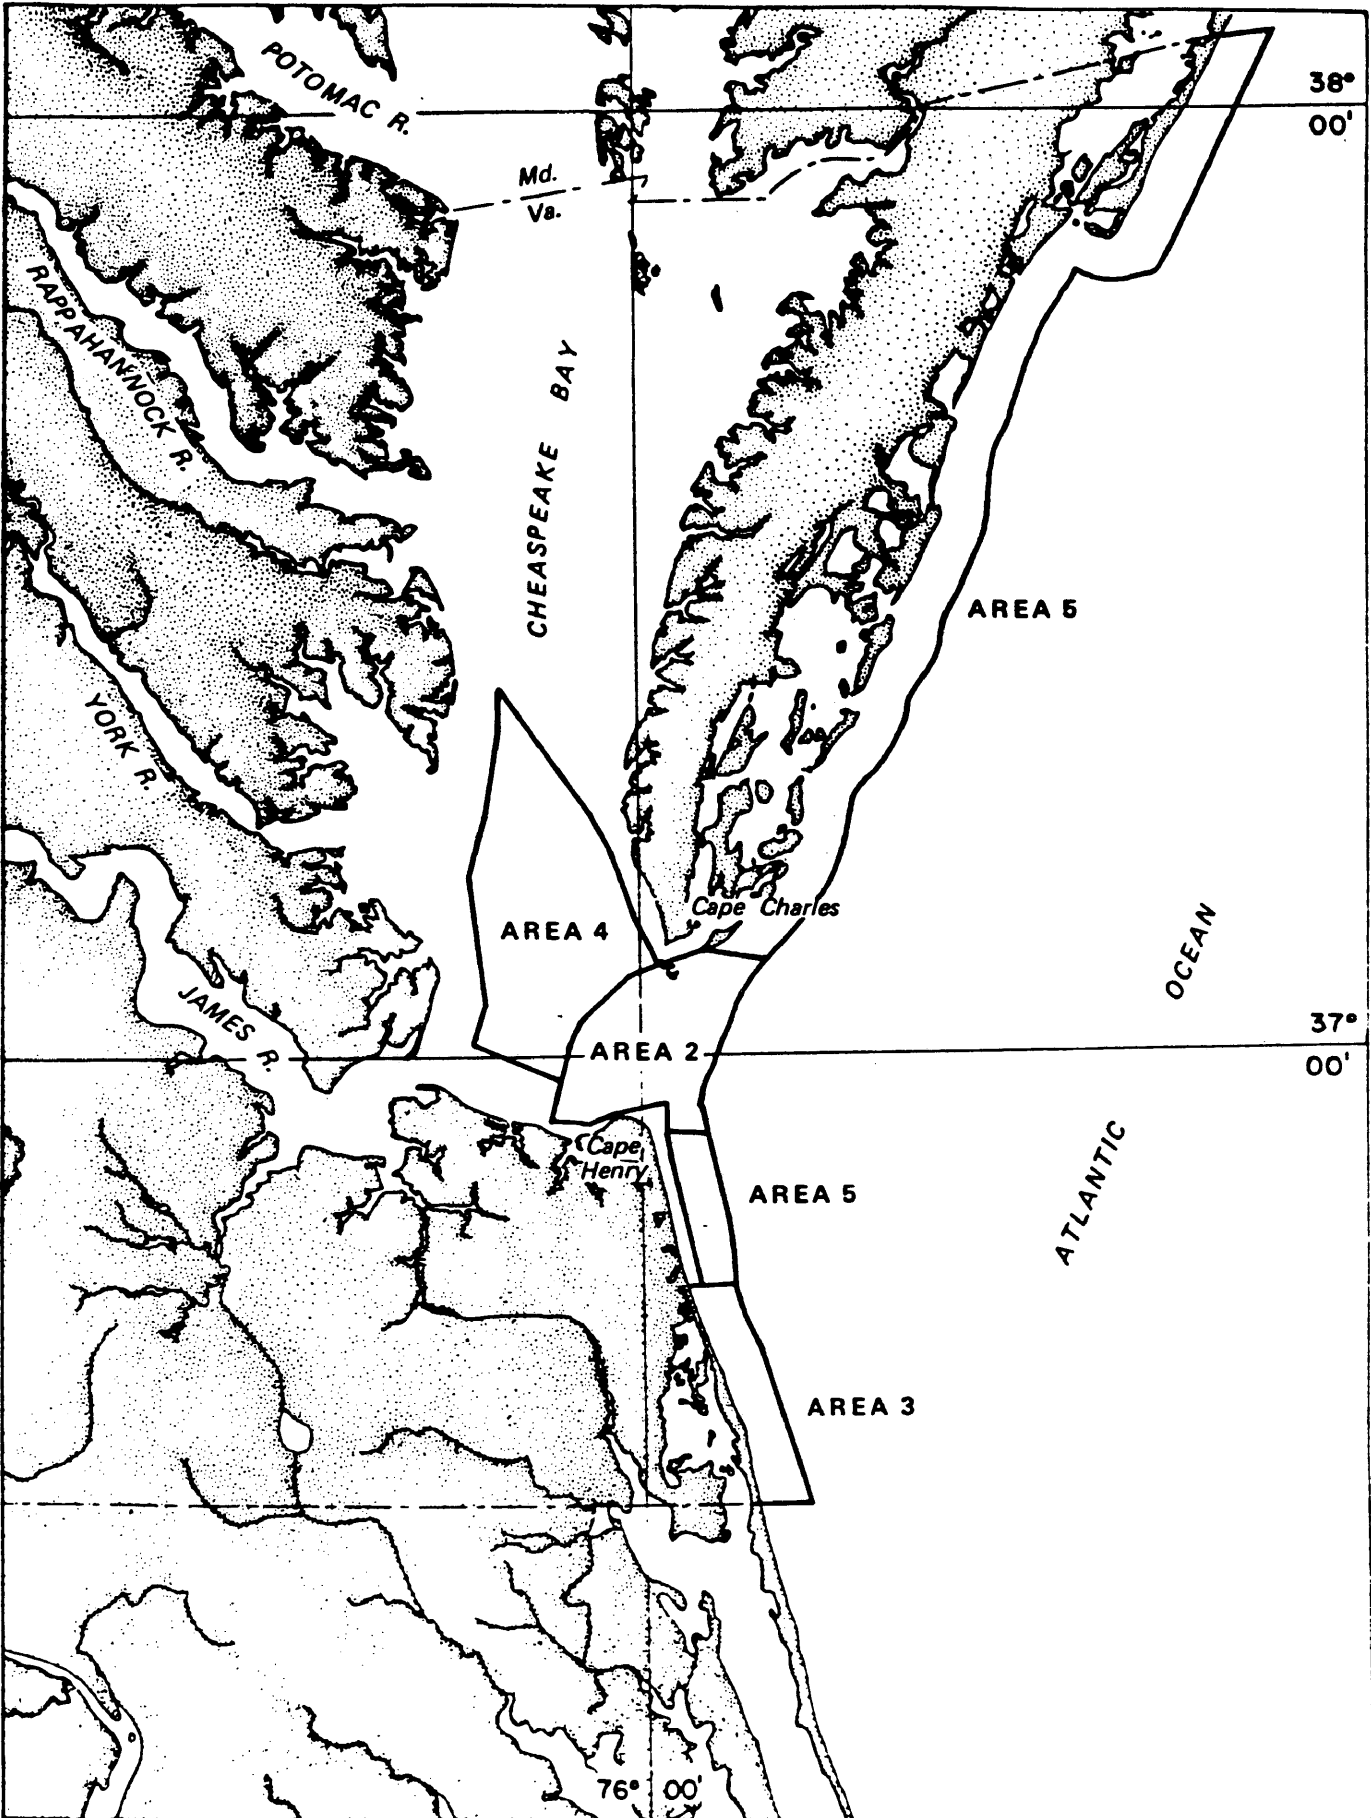 POTOMAC R.
38°
00'
Md.
Va.
RAPPAHANNOCK R.
CHEASPEAKE BAY
AREA 5
YORK R.
Cape Charles
AREA 4
OCEAN
JAMES R.
37°
AREA 2
00'
Cape
Henry
ATLANTIC
AREA 5
AREA 3
76° 00'